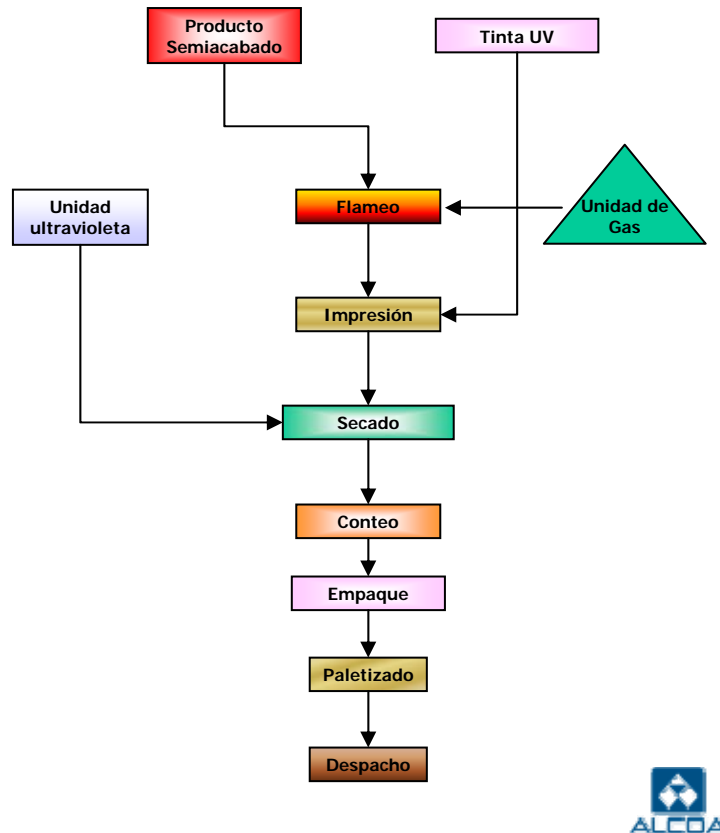 Producto
Semiacabado
Tinta UV
Unidad
ultravioleta
Flameo
Unidad de
Gas
Impresión
Secado
Conteo
Empaque
Paletizado
Despacho
ALCOA